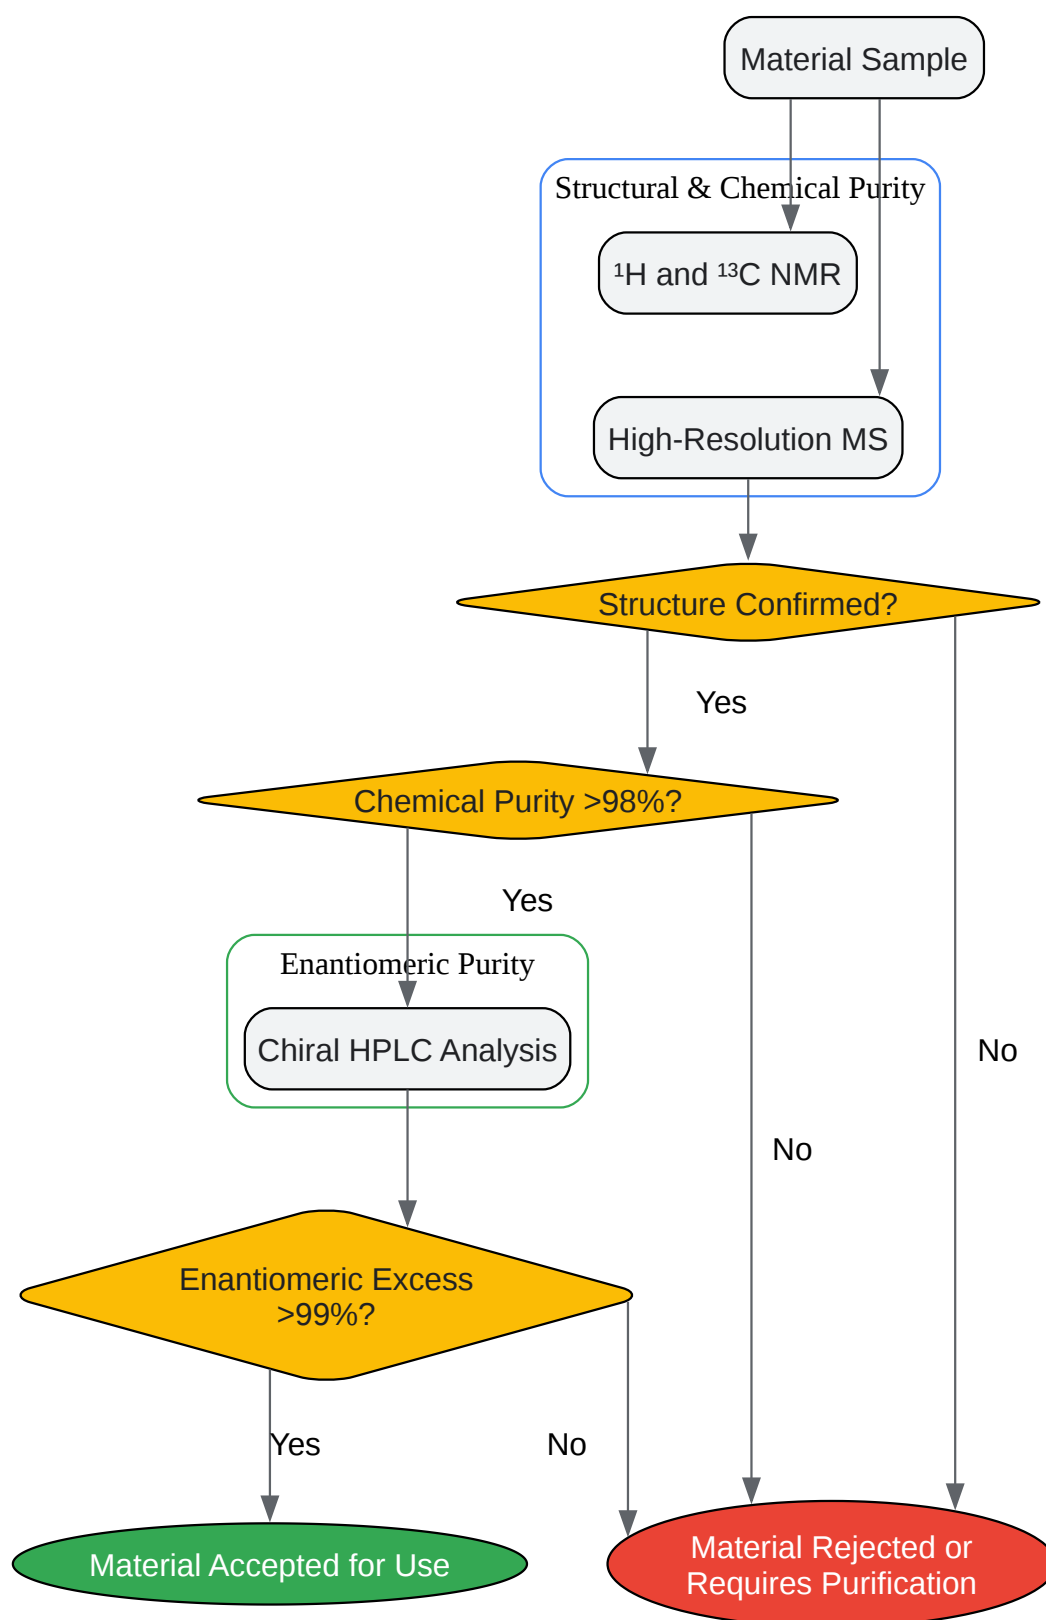 Material Sample
Structural & Chemical Purity
¹H and ¹³C NMR
High-Resolution MS
Structure Confirmed?
Yes
Chemical Purity >98%?
Yes
Enantiomeric Purity
Chiral HPLC Analysis
No
No
Enantiomeric Excess
>99%?
Yes
No
Material Accepted for Use
Material Rejected or
Requires Purification